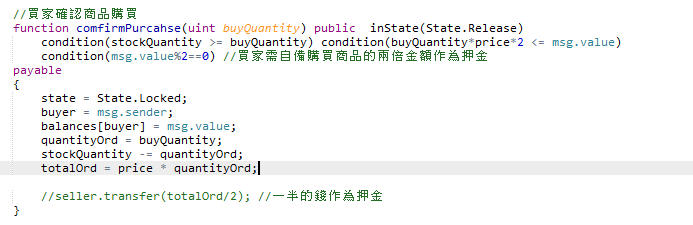 //買家確認商品購買
function comfirmPurcahse(uint buyQuantity) public  inState(State.Release)
condition(stockQuantity >= buyQuantity) condition(buyQuantity*price*2 <= msg.value)
condition(msg.value%2==0) //買家需自備購買商品的兩倍金額作為押金
payable
{
state = State.Locked;
buyer = msg.sender;
balances[buyer] = msg.value;
quantityOrd = buyQuantity;
stockQuantity -= quantityOrd;
totalOrd = price * quantityOrd;
//seller.transfer(totalOrd/2); //一半的錢作為押金
}